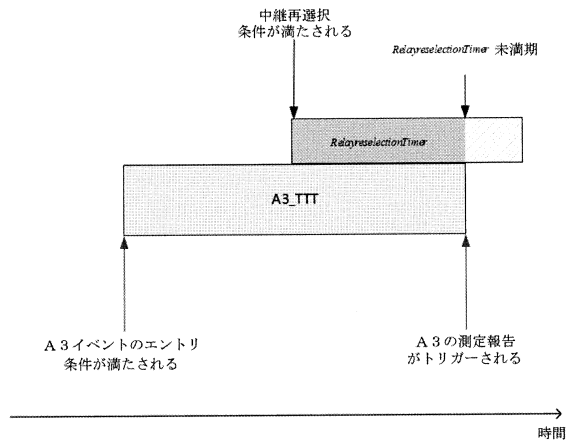 中継再選択
条件が満たされる
RelayreselectionTimer 未満期
RelayreselectionTimer
A3_TTT
A3イベントのエントリ
条件が満たされる
A3の測定報告
がトリガーされる
時間